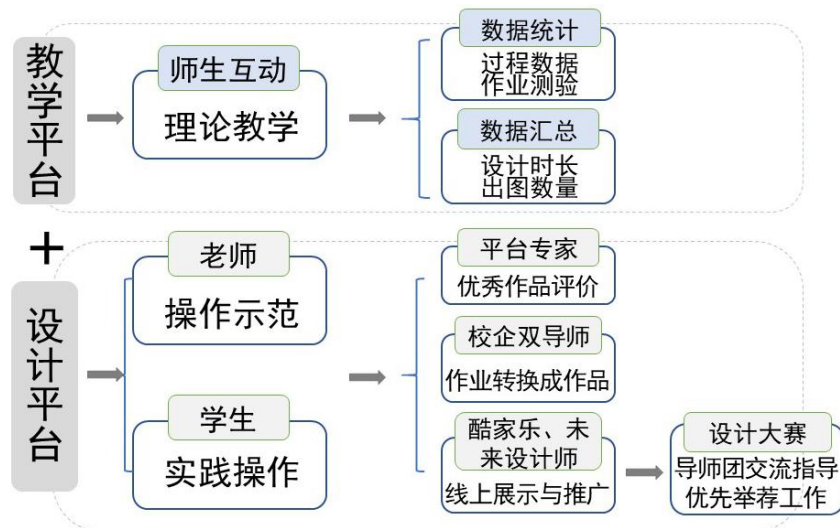 教学平台
师生互动
理论教学
数据统计
过程数据
作业测验
数据汇总
设计时长
出图数量
+
设计平台
老师
操作示范
学生
实践操作
平台专家
优秀作品评价
校企双导师
作业转换成作品
酷家乐、未
来设计师
线上展示与推广
设计大赛
导师团交流指导
优先举荐工作